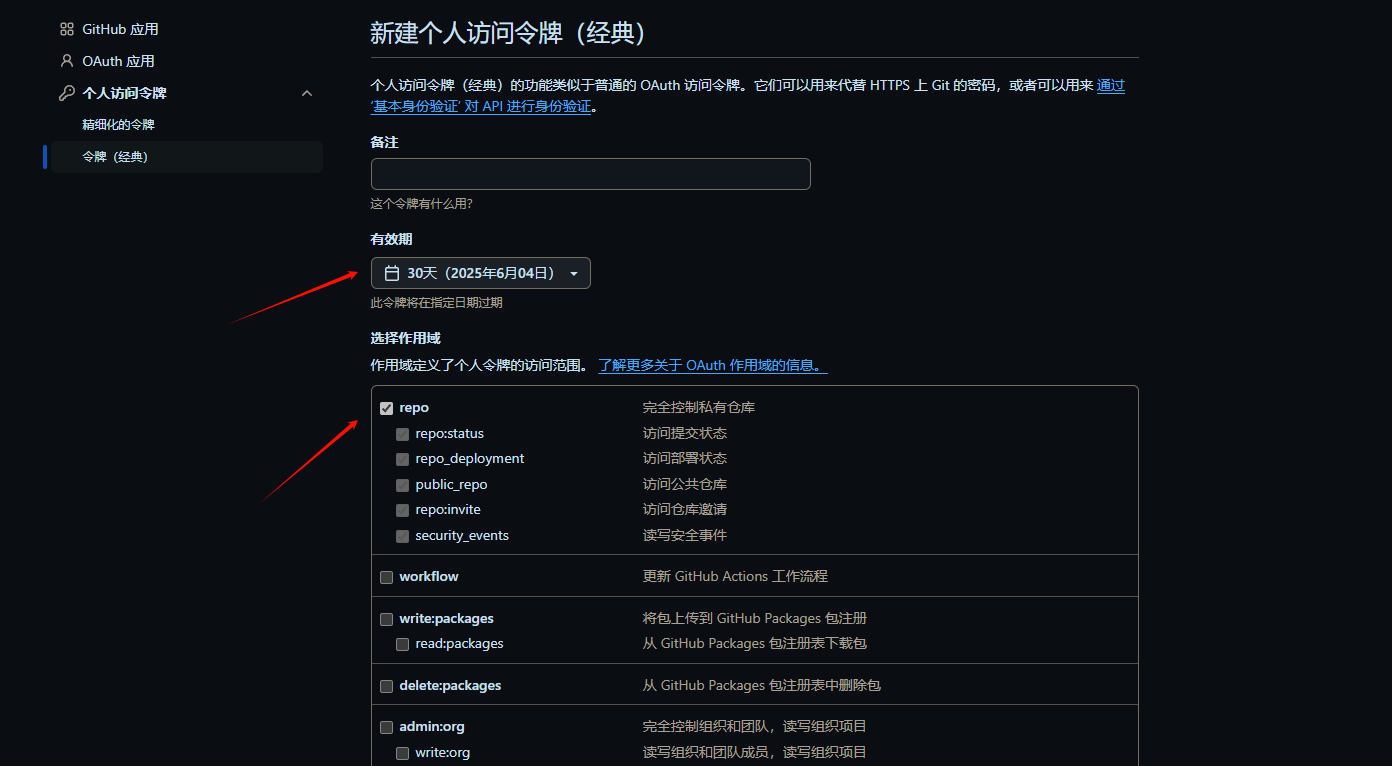 GitHub 应用
OAuth 应用
个人访问令牌
精细化的令牌
令牌（经典）
新建个人访问令牌（经典）
个人访问令牌（经典）的功能类似于普通的 OAuth 访问令牌。它们可以用来代替 HTTPS 上 Git 的密码，或者可以用来 通过
‘基本身份验证’ 对 API 进行身份验证。
备注
这个令牌有什么用？
有效期
30天（2025年6月04日）
此令牌将在指定日期过期
选择作用域
作用域定义了个人令牌的访问范围。 了解更多关于 OAuth 作用域的信息。
repo 完全控制私有仓库
repo:status 访问提交状态
repo_deployment 访问部署状态
public_repo 访问公共仓库
repo:invite 访问仓库邀请
security_events 读写安全事件
workflow 更新 GitHub Actions 工作流程
write:packages 将包上传到 GitHub Packages 包注册
read:packages 从 GitHub Packages 包注册表下载包
delete:packages 从 GitHub Packages 包注册表中删除包
admin:org 完全控制组织和团队，读写组织项目
write:org 读写组织和团队成员，读写组织项目